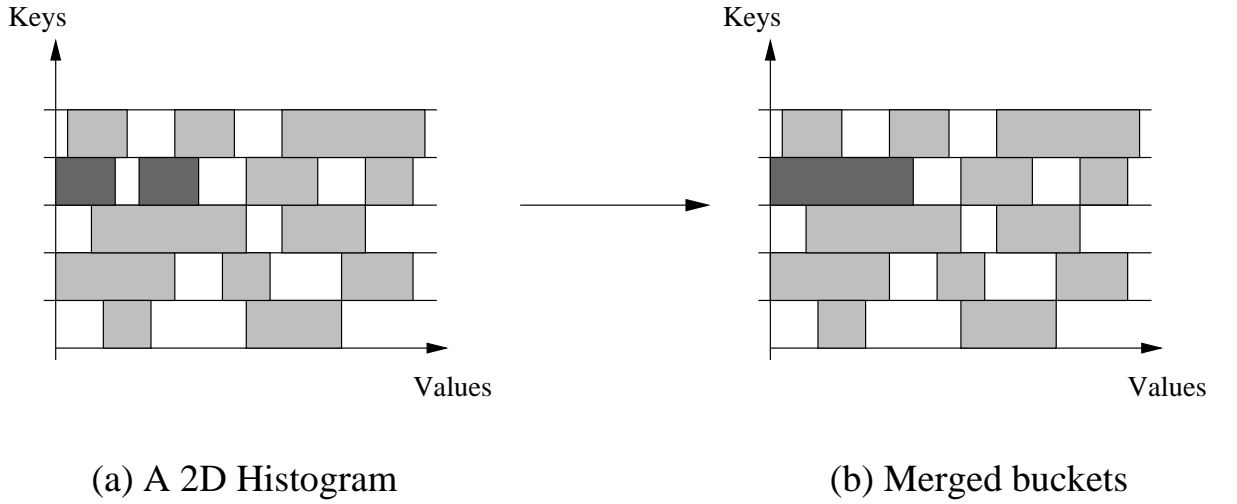 Keys
Keys
Values
Values
(a) A 2D Histogram
(b) Merged buckets